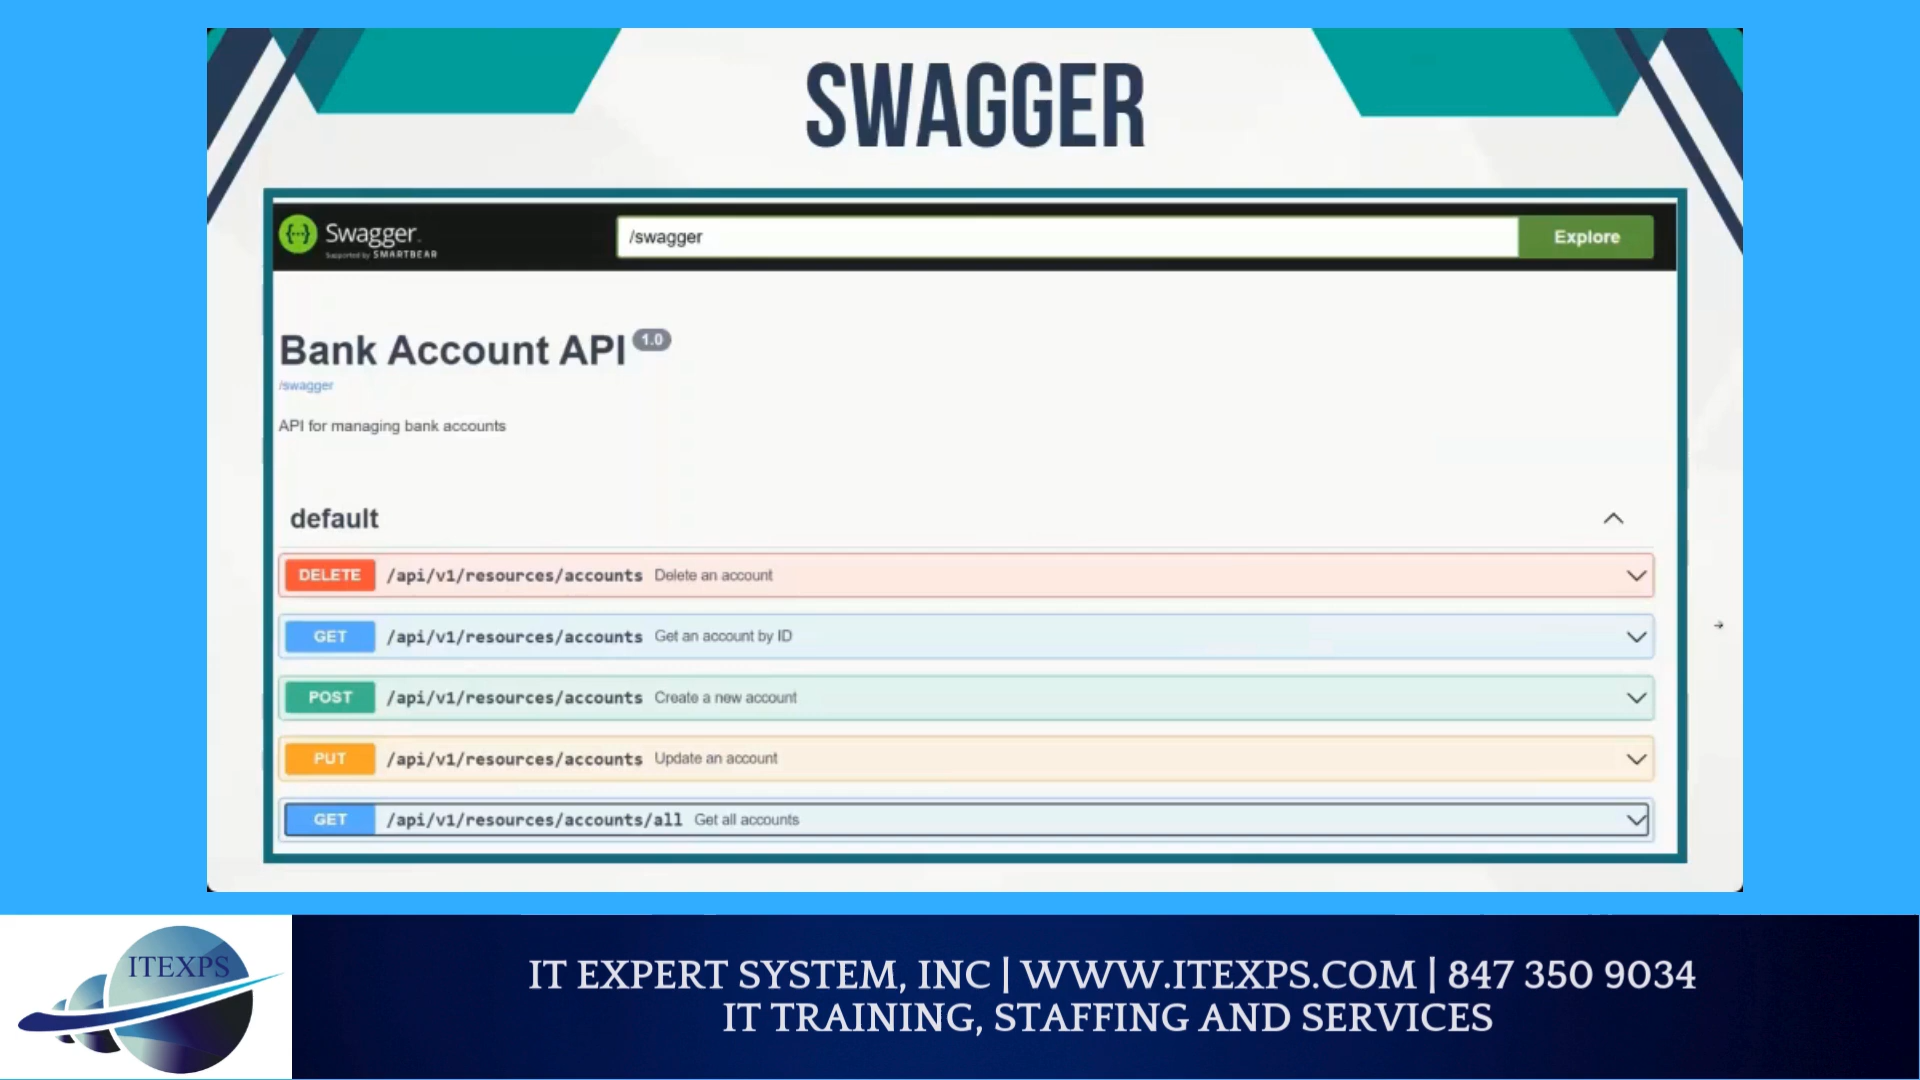 SWAGGER
{...} Swagger
Supported by SMARTBEAR
/swagger
Explore
Bank Account API 1.0
/swagger
API for managing bank accounts
default
DELETE /api/v1/resources/accounts Delete an account
GET /api/v1/resources/accounts Get an account by ID
POST /api/v1/resources/accounts Create a new account
PUT /api/v1/resources/accounts Update an account
GET /api/v1/resources/accounts/all Get all accounts
ITEXPS
IT EXPERT SYSTEM, INC | WWW.ITEXPS.COM | 847 350 9034
IT TRAINING, STAFFING AND SERVICES